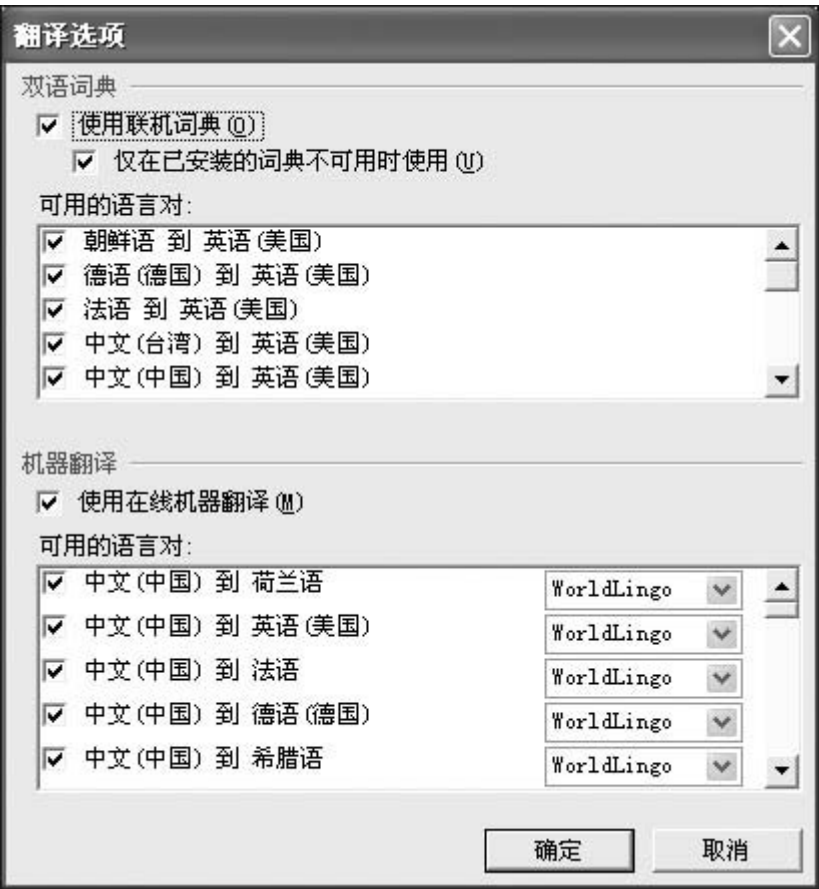 翻译选项
双语词典
使用联机词典(O)
仅在已安装的词典不可用时使用(U)
可用的语言对:
朝鲜语 到 英语(美国)
德语(德国) 到 英语(美国)
法语 到 英语(美国)
中文(台湾) 到 英语(美国)
中文(中国) 到 英语(美国)
机器翻译
使用在线机器翻译(M)
可用的语言对:
中文(中国) 到 荷兰语 WorldLingo
中文(中国) 到 英语(美国) WorldLingo
中文(中国) 到 法语 WorldLingo
中文(中国) 到 德语(德国) WorldLingo
中文(中国) 到 希腊语 WorldLingo
确定 取消